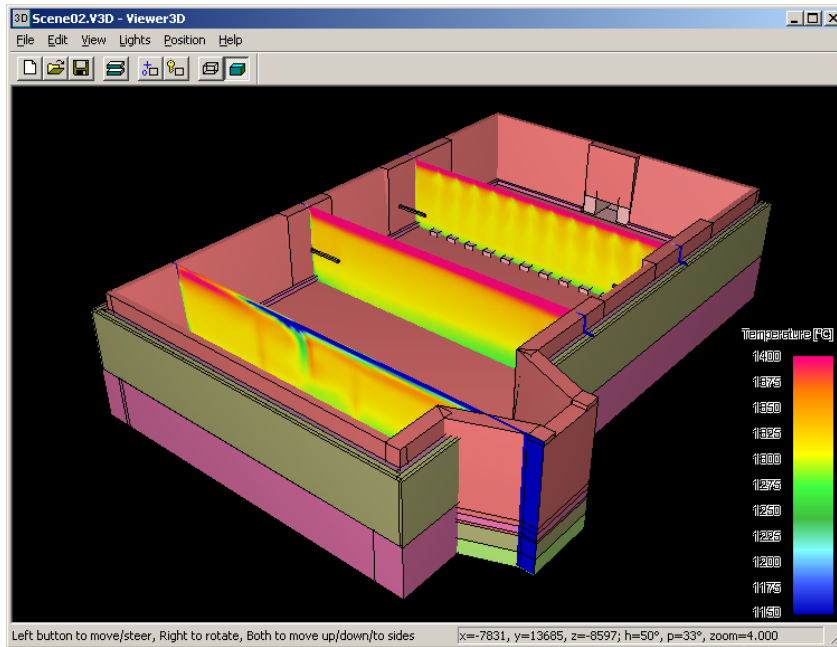 3D Scene02.V3D - Viewer3D
File Edit View Lights Position Help
Temperature [ºC]
1400
1375
1350
1325
1300
1275
1250
1225
1200
1175
1150
Left button to move/steer, Right to rotate, Both to move up/down/to sides
x=-7831, y=13685, z=-8597; h=50°, p=33°, zoom=4.000